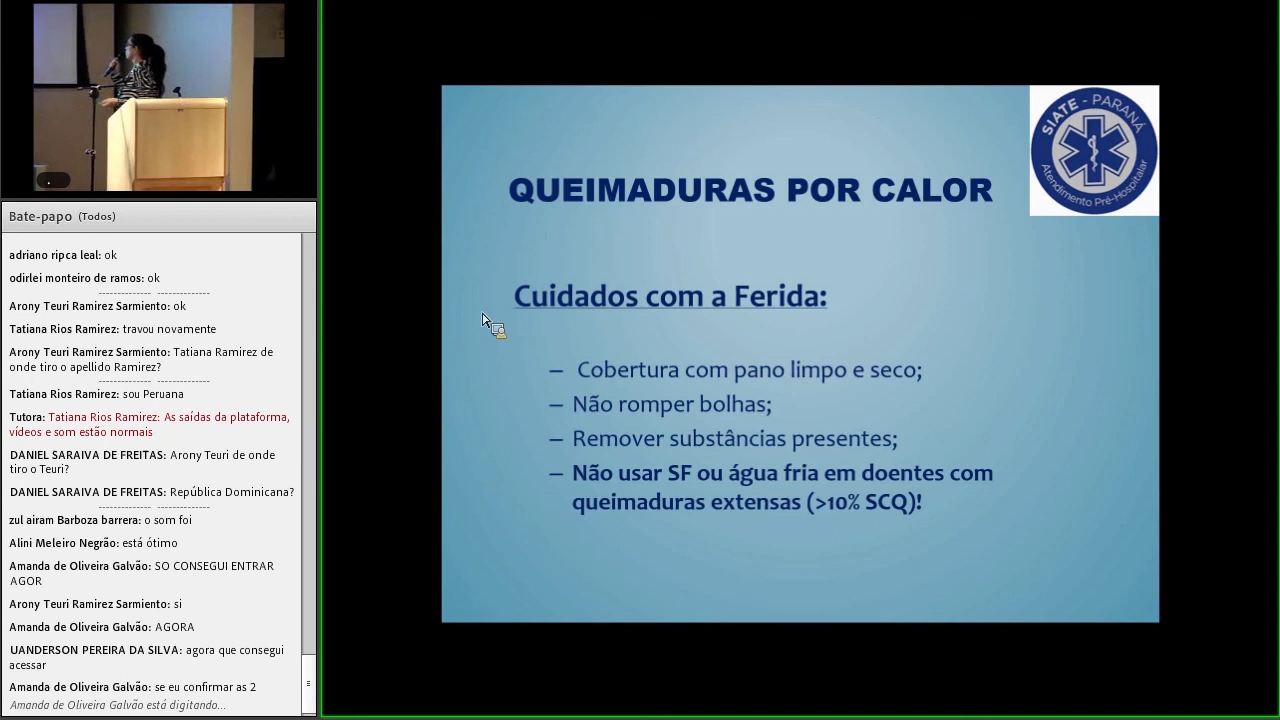 Bate-papo (Todos)
adriano ripca leal: ok
odirlei monteiro de ramos: ok
Arony Teuri Ramirez Sarmiento: ok
Tatiana Rios Ramirez: travou novamente
Arony Teuri Ramirez Sarmiento: Tatiana Ramirez de
onde tiro o apellido Ramirez?
Tatiana Rios Ramirez: sou Peruana
Tutora: Tatiana Rios Ramirez: As saídas da plataforma,
vídeos e som estão normais
DANIEL SARAIVA DE FREITAS: Arony Teuri de onde
tiro o Teuri?
DANIEL SARAIVA DE FREITAS: República Dominicana?
zul airam Barboza barrera: o som foi
Alini Meleiro Negrão: está ótimo
Amanda de Oliveira Galvão: SO CONSEGUI ENTRAR
AGOR
Arony Teuri Ramirez Sarmiento: si
Amanda de Oliveira Galvão: AGORA
UANDERSON PEREIRA DA SILVA: agora que consegui
acessar
Amanda de Oliveira Galvão: se eu confirmar as 2
Amanda de Oliveira Galvão está digitando...
SIATE - PARANÁ
Atendimento Pré-Hospitalar
QUEIMADURAS POR CALOR
Cuidados com a Ferida:
– Cobertura com pano limpo e seco;
– Não romper bolhas;
– Remover substâncias presentes;
– Não usar SF ou água fria em doentes com
queimaduras extensas (>10% SCQ)!